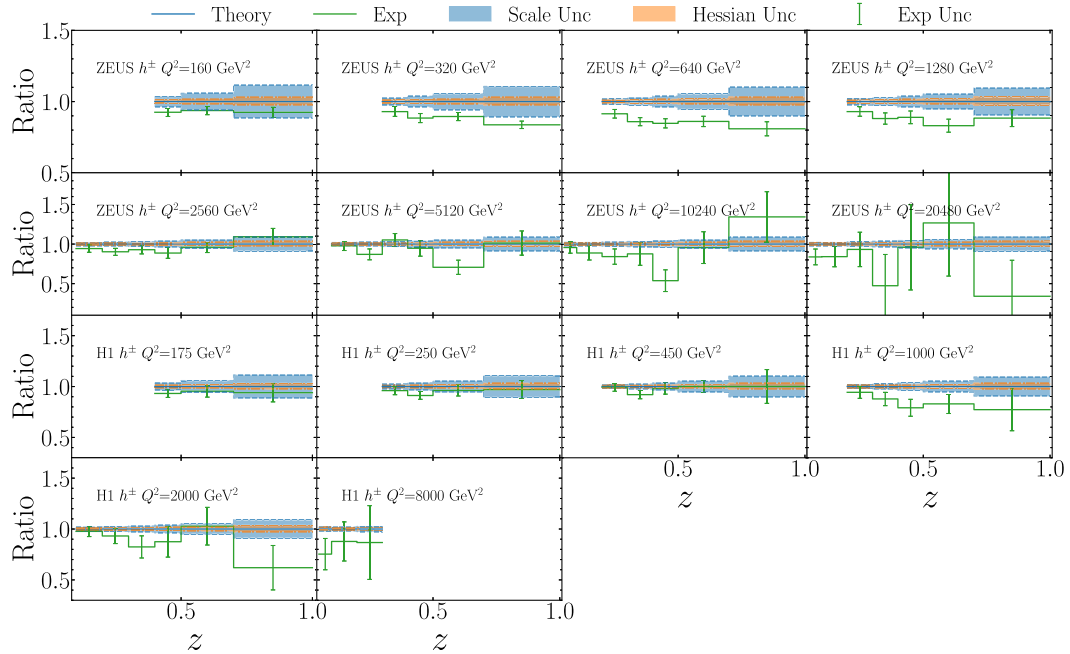 Theory Exp Scale Unc Hessian Unc Exp Unc
1.5
1.0
0.5
Ratio
ZEUS h± Q²=160 GeV²
ZEUS h± Q²=320 GeV²
ZEUS h± Q²=640 GeV²
ZEUS h± Q²=1280 GeV²
1.5
1.0
0.5
Ratio
ZEUS h± Q²=2560 GeV²
ZEUS h± Q²=5120 GeV²
ZEUS h± Q²=10240 GeV²
ZEUS h± Q²=20480 GeV²
1.5
1.0
0.5
Ratio
H1 h± Q²=175 GeV²
H1 h± Q²=250 GeV²
H1 h± Q²=450 GeV²
H1 h± Q²=1000 GeV²
0.5 1.0 0.5 1.0
z z
1.5
1.0
0.5
Ratio
H1 h± Q²=2000 GeV²
H1 h± Q²=8000 GeV²
0.5 1.0 0.5 1.0
z z